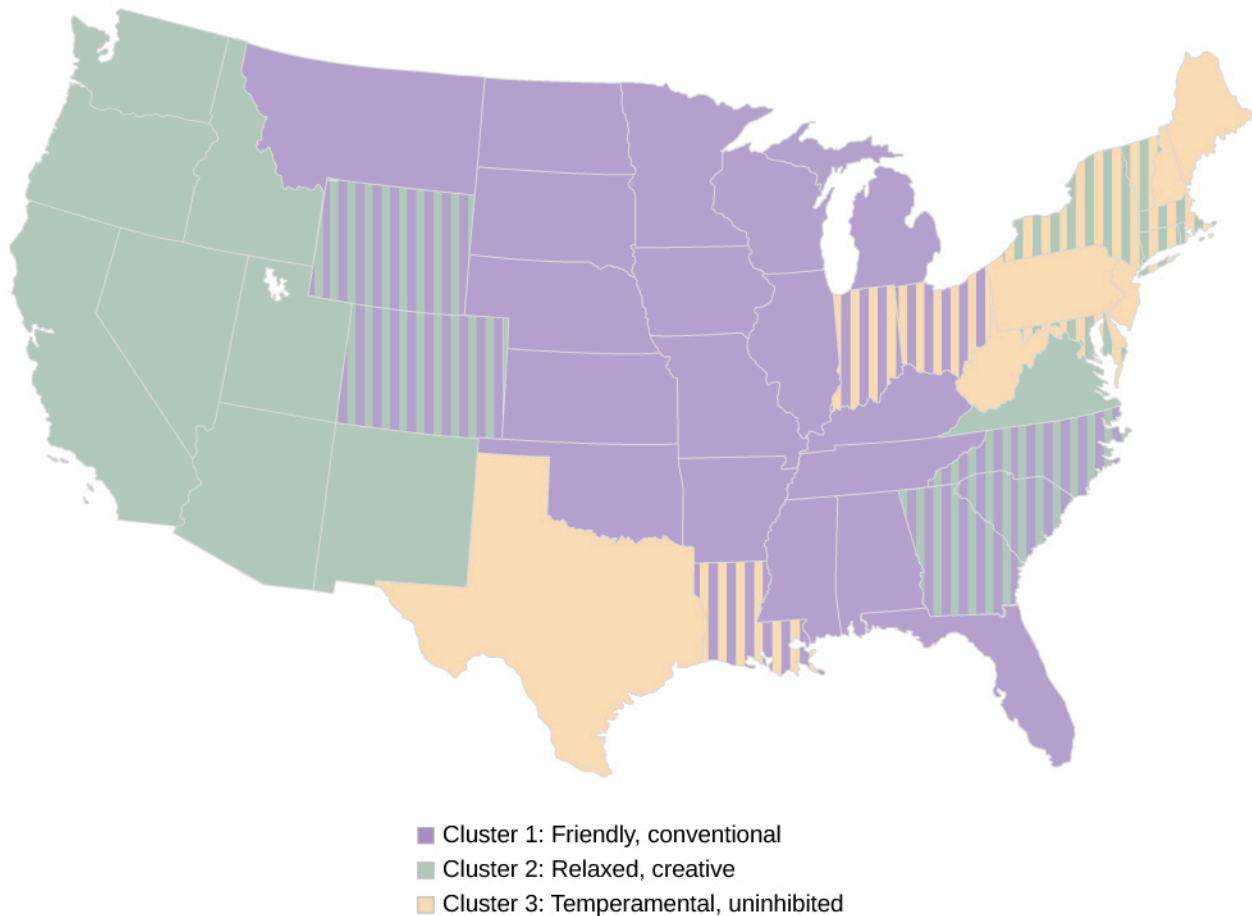 Cluster 1: Friendly, conventional
Cluster 2: Relaxed, creative
Cluster 3: Temperamental, uninhibited